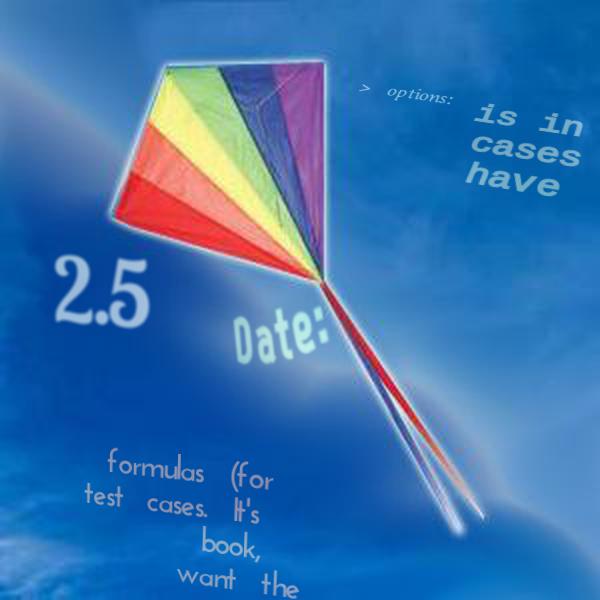 > options:
is in
cases
have
2.5
Date:
formulas (for
test cases. It's
book,
want the